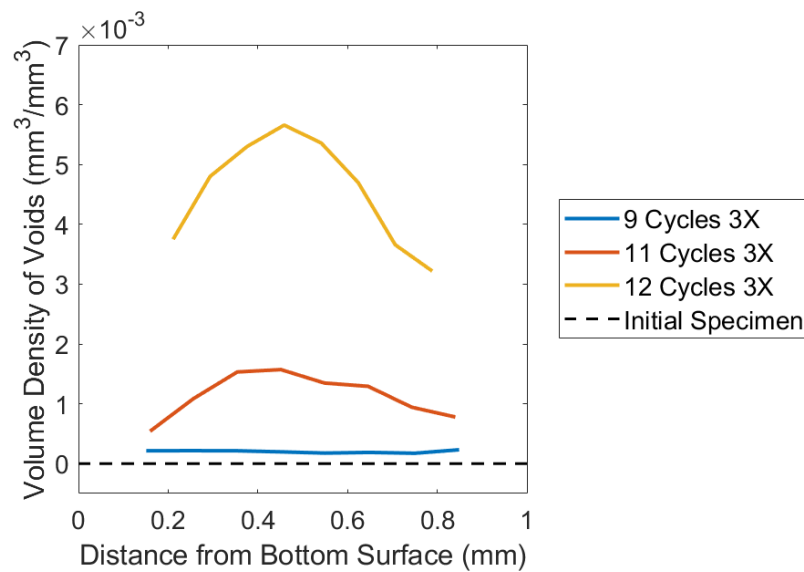 ×10⁻³
7
6
5
4
3
2
1
0
Volume Density of Voids (mm³/mm³)
0 0.2 0.4 0.6 0.8 1
Distance from Bottom Surface (mm)
9 Cycles 3X
11 Cycles 3X
12 Cycles 3X
Initial Specimen